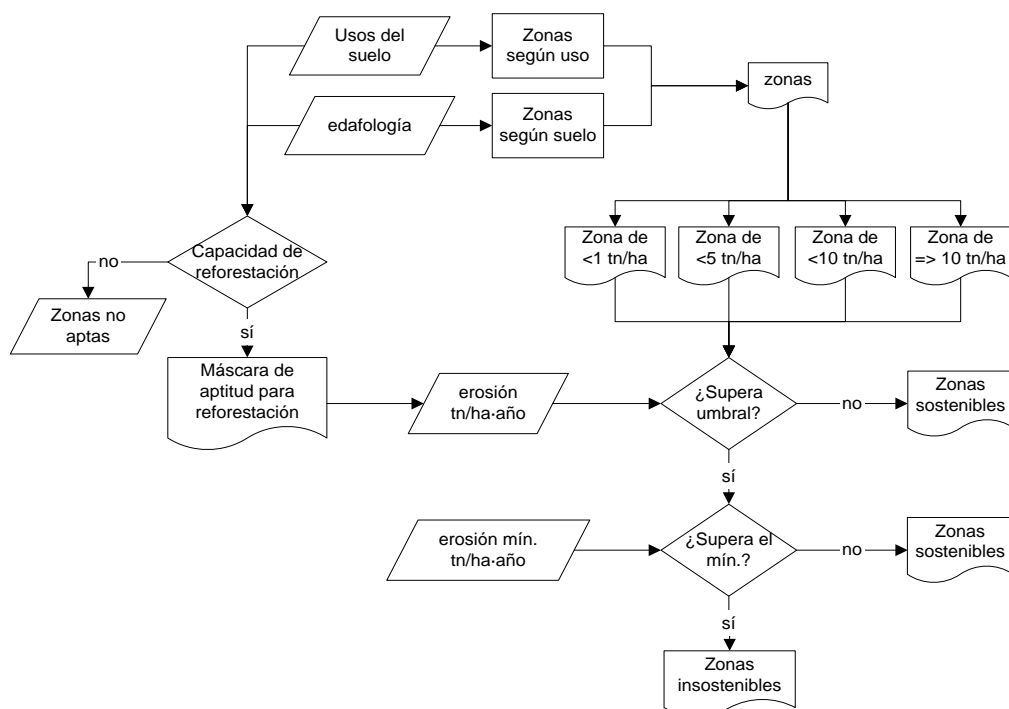 Usos del
suelo
Zonas
según uso
zonas
edafología
Zonas
según suelo
Capacidad de
reforestación
no
Zonas no
aptas
sí
Máscara de
aptitud para
reforestación
Zona de
<1 tn/ha
Zona de
<5 tn/ha
Zona de
<10 tn/ha
Zona de
=> 10 tn/ha
erosión
tn/ha·año
¿Supera
umbral?
no
Zonas
sostenibles
sí
erosión mín.
tn/ha·año
¿Supera el
mín.?
no
Zonas
sostenibles
sí
Zonas
insostenibles